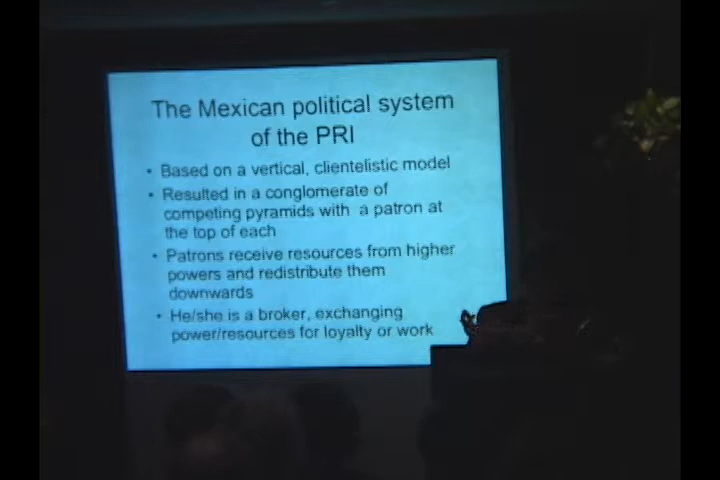 The Mexican political system
of the PRI
• Based on a vertical, clientelistic model
• Resulted in a conglomerate of
competing pyramids with a patron at
the top of each
• Patrons receive resources from higher
powers and redistribute them
downwards
• He/she is a broker, exchanging
power/resources for loyalty or work